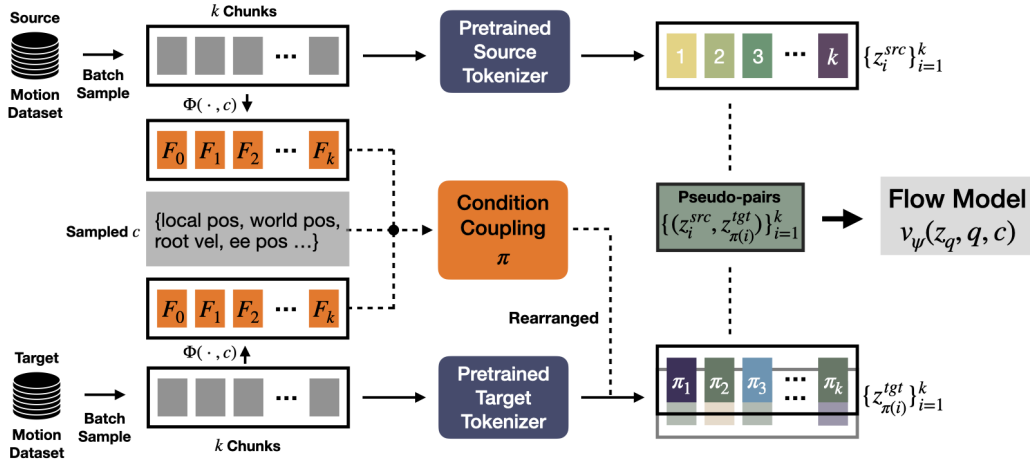 Source
Motion
Dataset
Batch
Sample
k Chunks
Pretrained
Source
Tokenizer
1 2 3 ••• k
{z_i^{src}}_{i=1}^k
Φ( · , c)
F_0 F_1 F_2 ••• F_k
Sampled c
{local pos, world pos,
root vel, ee pos ...}
Condition
Coupling
π
Pseudo-pairs
{(z_i^{src}, z_{π(i)}^{tgt})}_{i=1}^k
Flow Model
v_ψ(z_q, q, c)
F_0 F_1 F_2 ••• F_k
Φ( · , c)
Rearranged
Target
Motion
Dataset
Batch
Sample
k Chunks
Pretrained
Target
Tokenizer
π_1 π_2 π_3 ••• π_k
{z_{π(i)}^{tgt}}_{i=1}^k